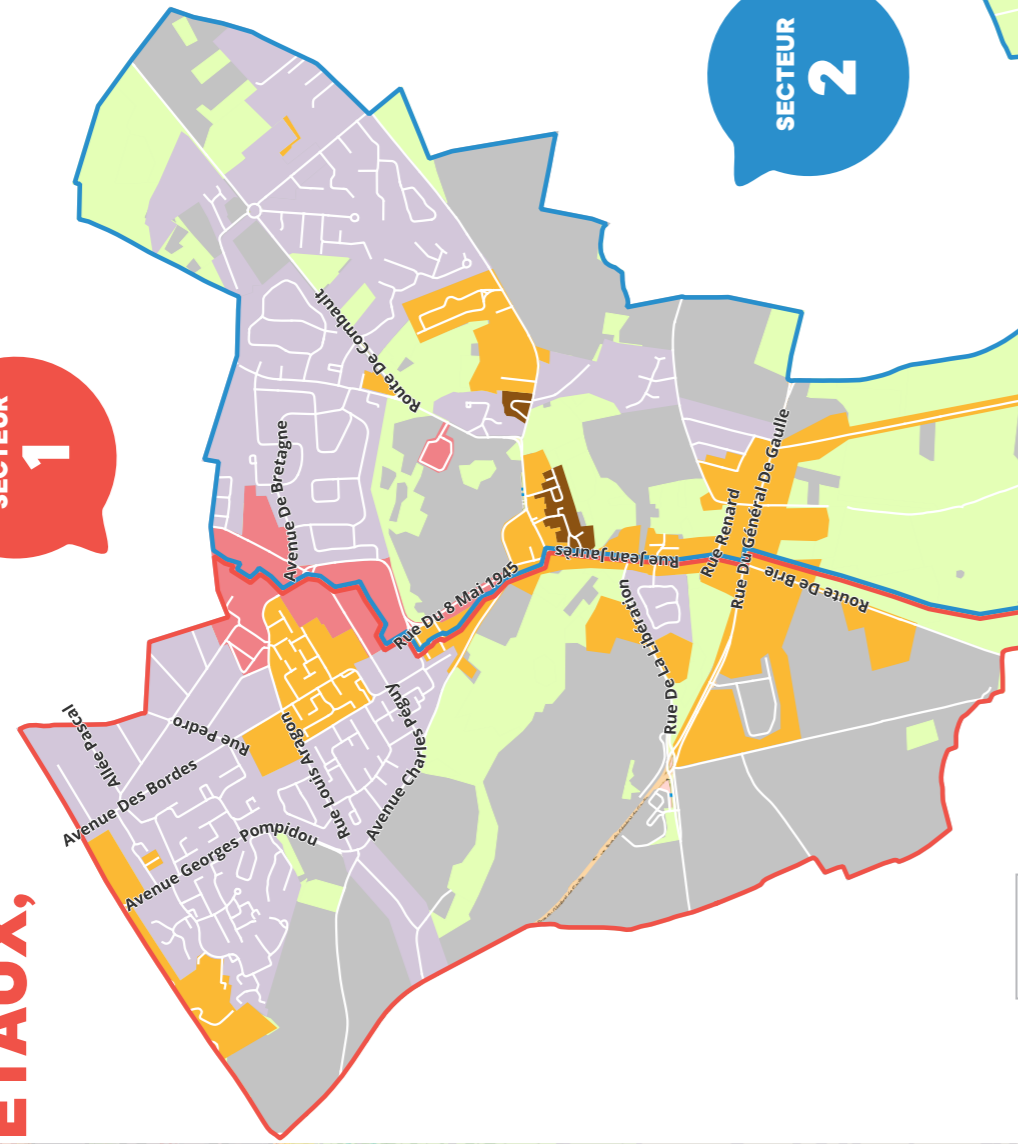 ÉTAUX,
SECTEUR
1
SECTEUR
2
Route De Combault
Avenue De Bretagne
Rue Du 8 Mai 1945
Rue Jean Jaurès
Rue Renard
Rue Du Général De Gaulle
Route De Brie
Rue De La Libération
Allée Pascal
Rue Pedro
Avenue Des Bordes
Rue Louis Aragon
Avenue Charles Péguy
Avenue Georges Pompidou